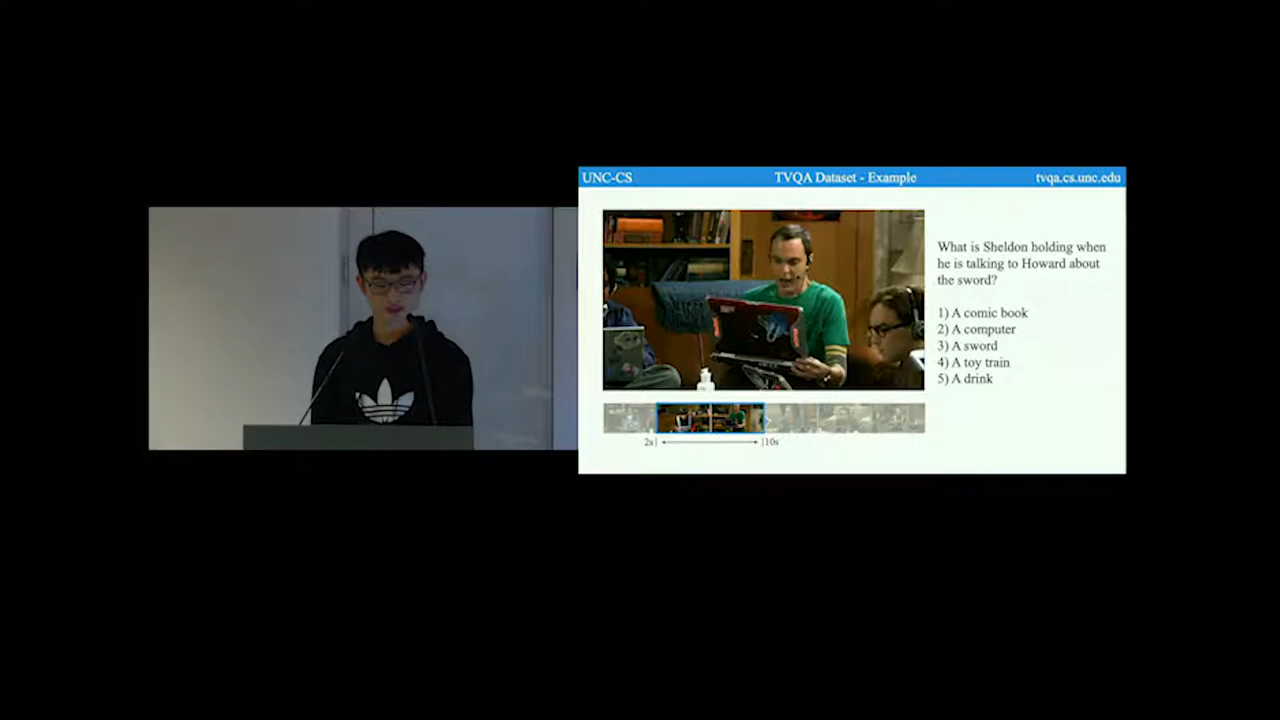 UNC-CS
TVQA Dataset - Example
tvqa.cs.unc.edu
What is Sheldon holding when
he is talking to Howard about
the sword?
1) A comic book
2) A computer
3) A sword
4) A toy train
5) A drink
2s
10s